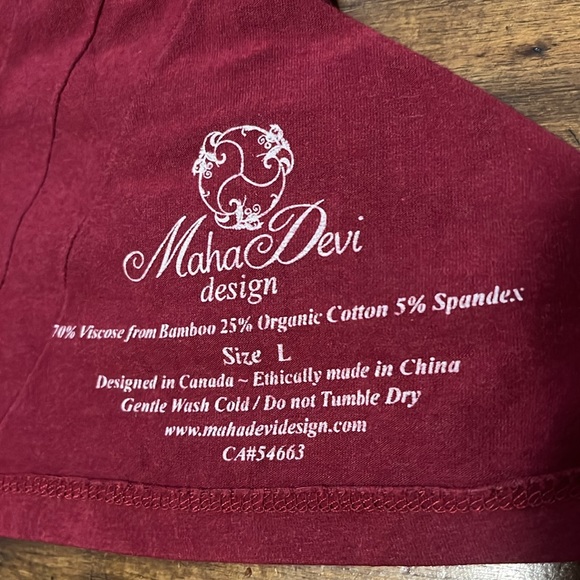 Maha Devi
design
70% Viscose from Bamboo 25% Organic Cotton 5% Spandex
Size L
Designed in Canada ~ Ethically made in China
Gentle Wash Cold / Do not Tumble Dry
www.mahadevidesign.com
CA#54663